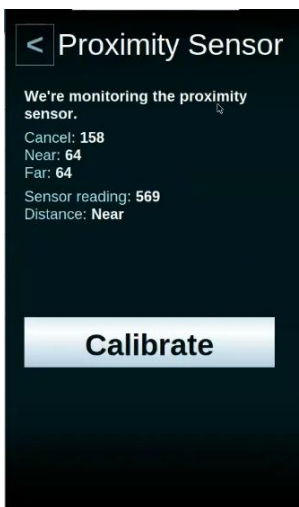 < Proximity Sensor
We're monitoring the proximity
sensor.
Cancel: 158
Near: 64
Far: 64
Sensor reading: 569
Distance: Near
Calibrate